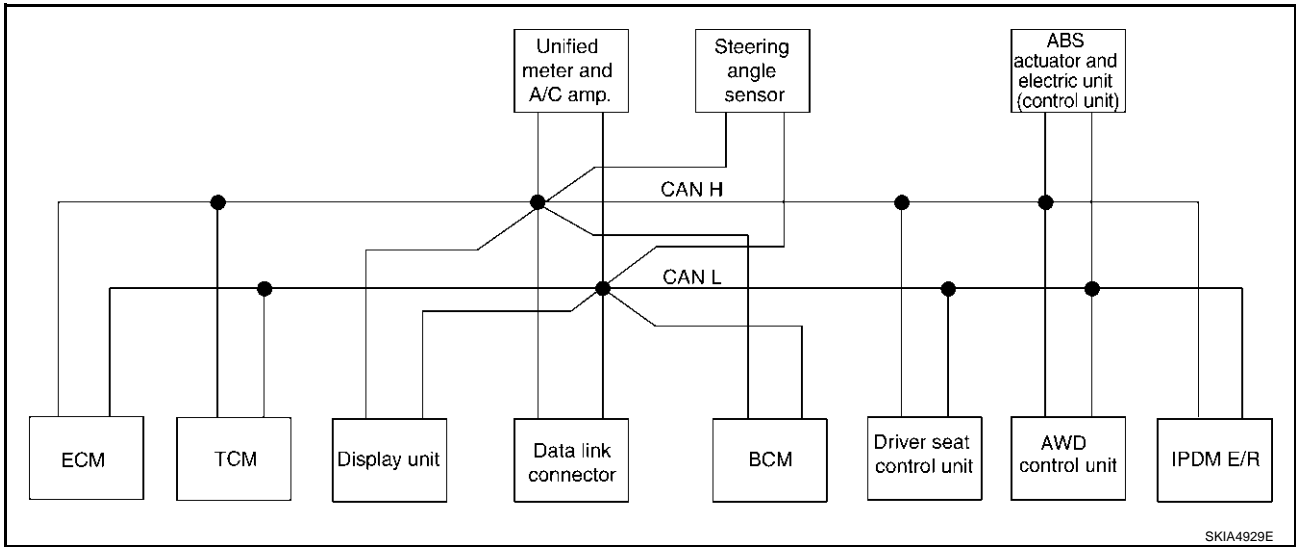 Unified
meter and
A/C amp.
Steering
angle
sensor
ABS
actuator and
electric unit
(control unit)
CAN H
CAN L
ECM
TCM
Display unit
Data link
connector
BCM
Driver seat
control unit
AWD
control unit
IPDM E/R
SKIA4929E